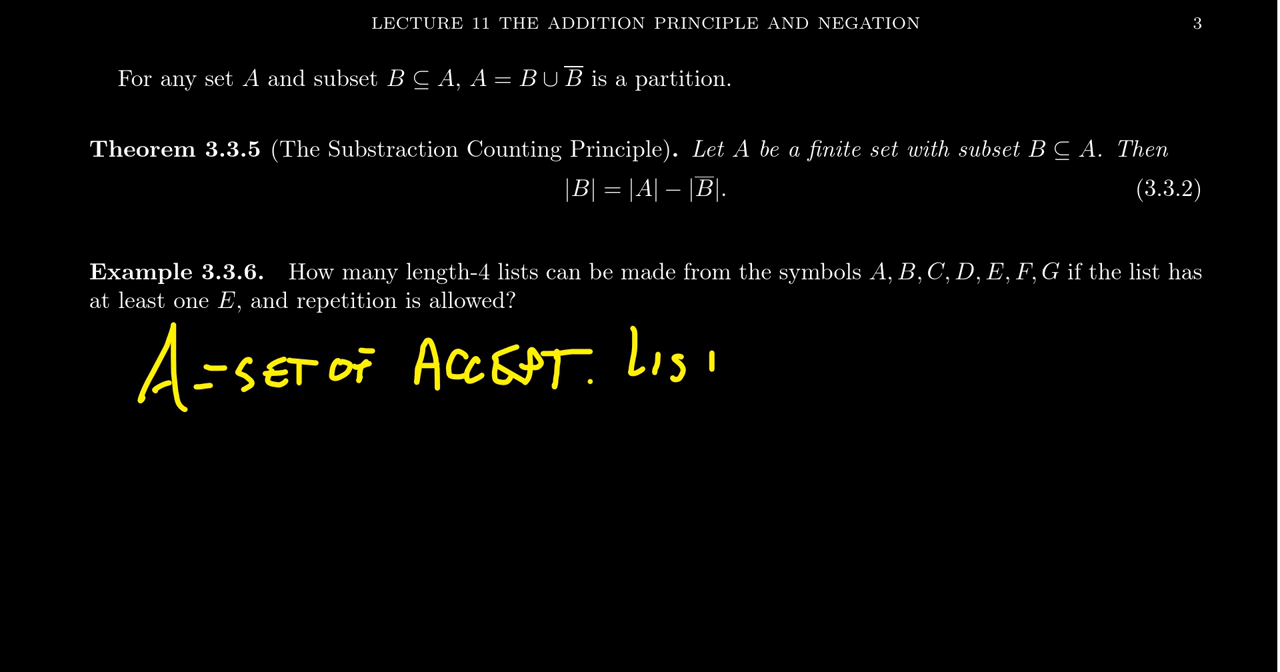 LECTURE 11 THE ADDITION PRINCIPLE AND NEGATION 3
For any set A and subset B ⊆ A, A = B ∪ B̅ is a partition.
Theorem 3.3.5 (The Substraction Counting Principle). Let A be a finite set with subset B ⊆ A. Then
|B| = |A| − |B̅|. (3.3.2)
Example 3.3.6. How many length-4 lists can be made from the symbols A, B, C, D, E, F, G if the list has
at least one E, and repetition is allowed?
A = SET OF ACCEPT. LIS